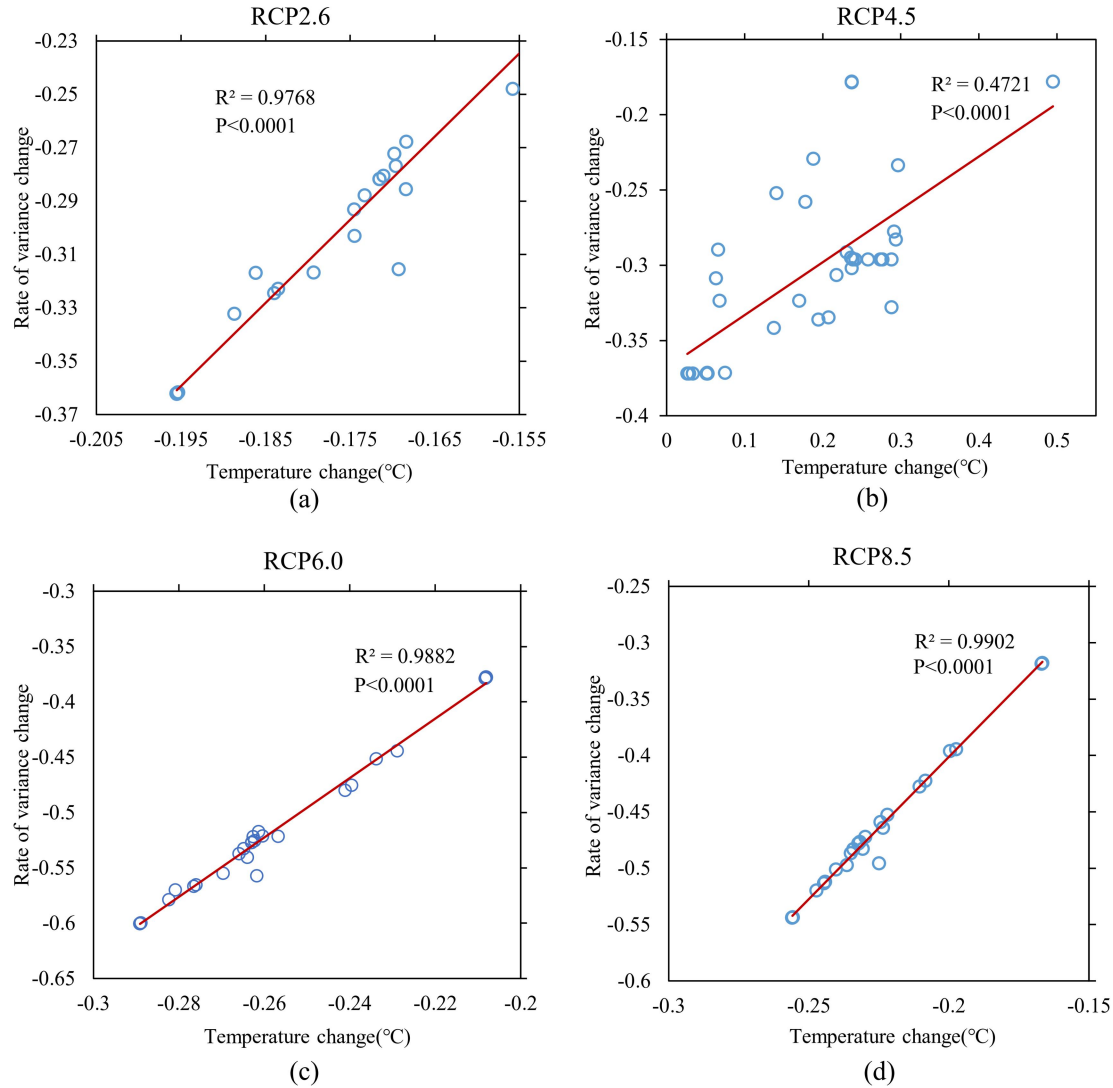 RCP2.6
-0.23
-0.25
-0.27
-0.29
-0.31
-0.33
-0.35
-0.37
Rate of variance change
R² = 0.9768
P<0.0001
-0.205
-0.195
-0.185
-0.175
-0.165
-0.155
Temperature change(°C)
(a)
RCP4.5
-0.15
-0.2
-0.25
-0.3
-0.35
-0.4
Rate of variance change
R² = 0.4721
P<0.0001
0
0.1
0.2
0.3
0.4
0.5
Temperature change(°C)
(b)
RCP6.0
-0.3
-0.35
-0.4
-0.45
-0.5
-0.55
-0.6
-0.65
Rate of variance change
R² = 0.9882
P<0.0001
-0.3
-0.28
-0.26
-0.24
-0.22
-0.2
Temperature change(°C)
(c)
RCP8.5
-0.25
-0.3
-0.35
-0.4
-0.45
-0.5
-0.55
-0.6
Rate of variance change
R² = 0.9902
P<0.0001
-0.3
-0.25
-0.2
-0.15
Temperature change(°C)
(d)